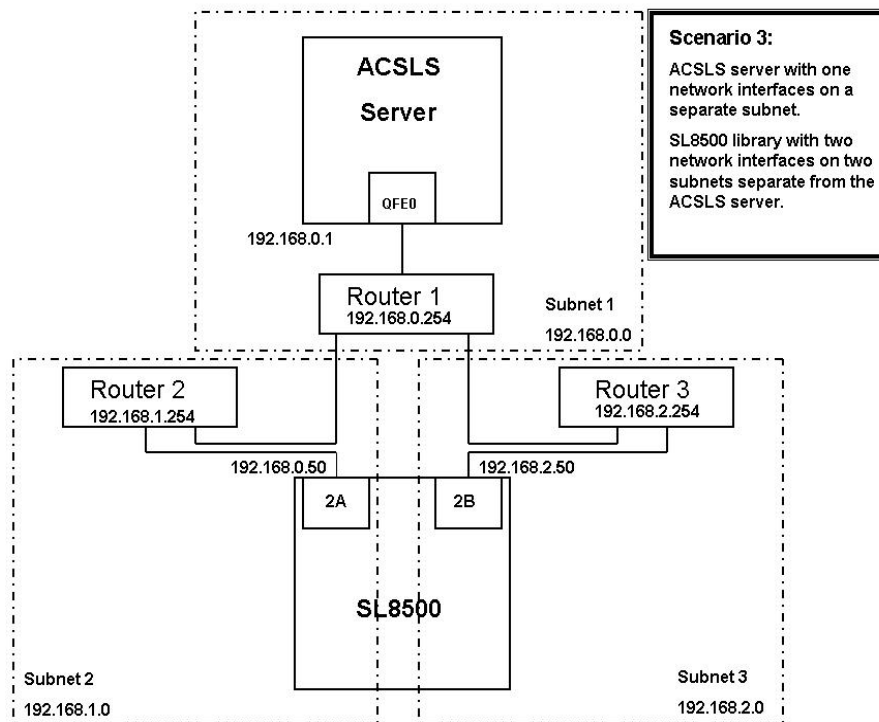 ACSLS
Server
QFE0
192.168.0.1
Scenario 3:
ACSLS server with one
network interfaces on a
separate subnet.
SL8500 library with two
network interfaces on two
subnets separate from the
ACSLS server.
Router 1
192.168.0.254
Subnet 1
192.168.0.0
Router 2
192.168.1.254
Router 3
192.168.2.254
192.168.0.50
192.168.2.50
2A
2B
SL8500
Subnet 2
192.168.1.0
Subnet 3
192.168.2.0